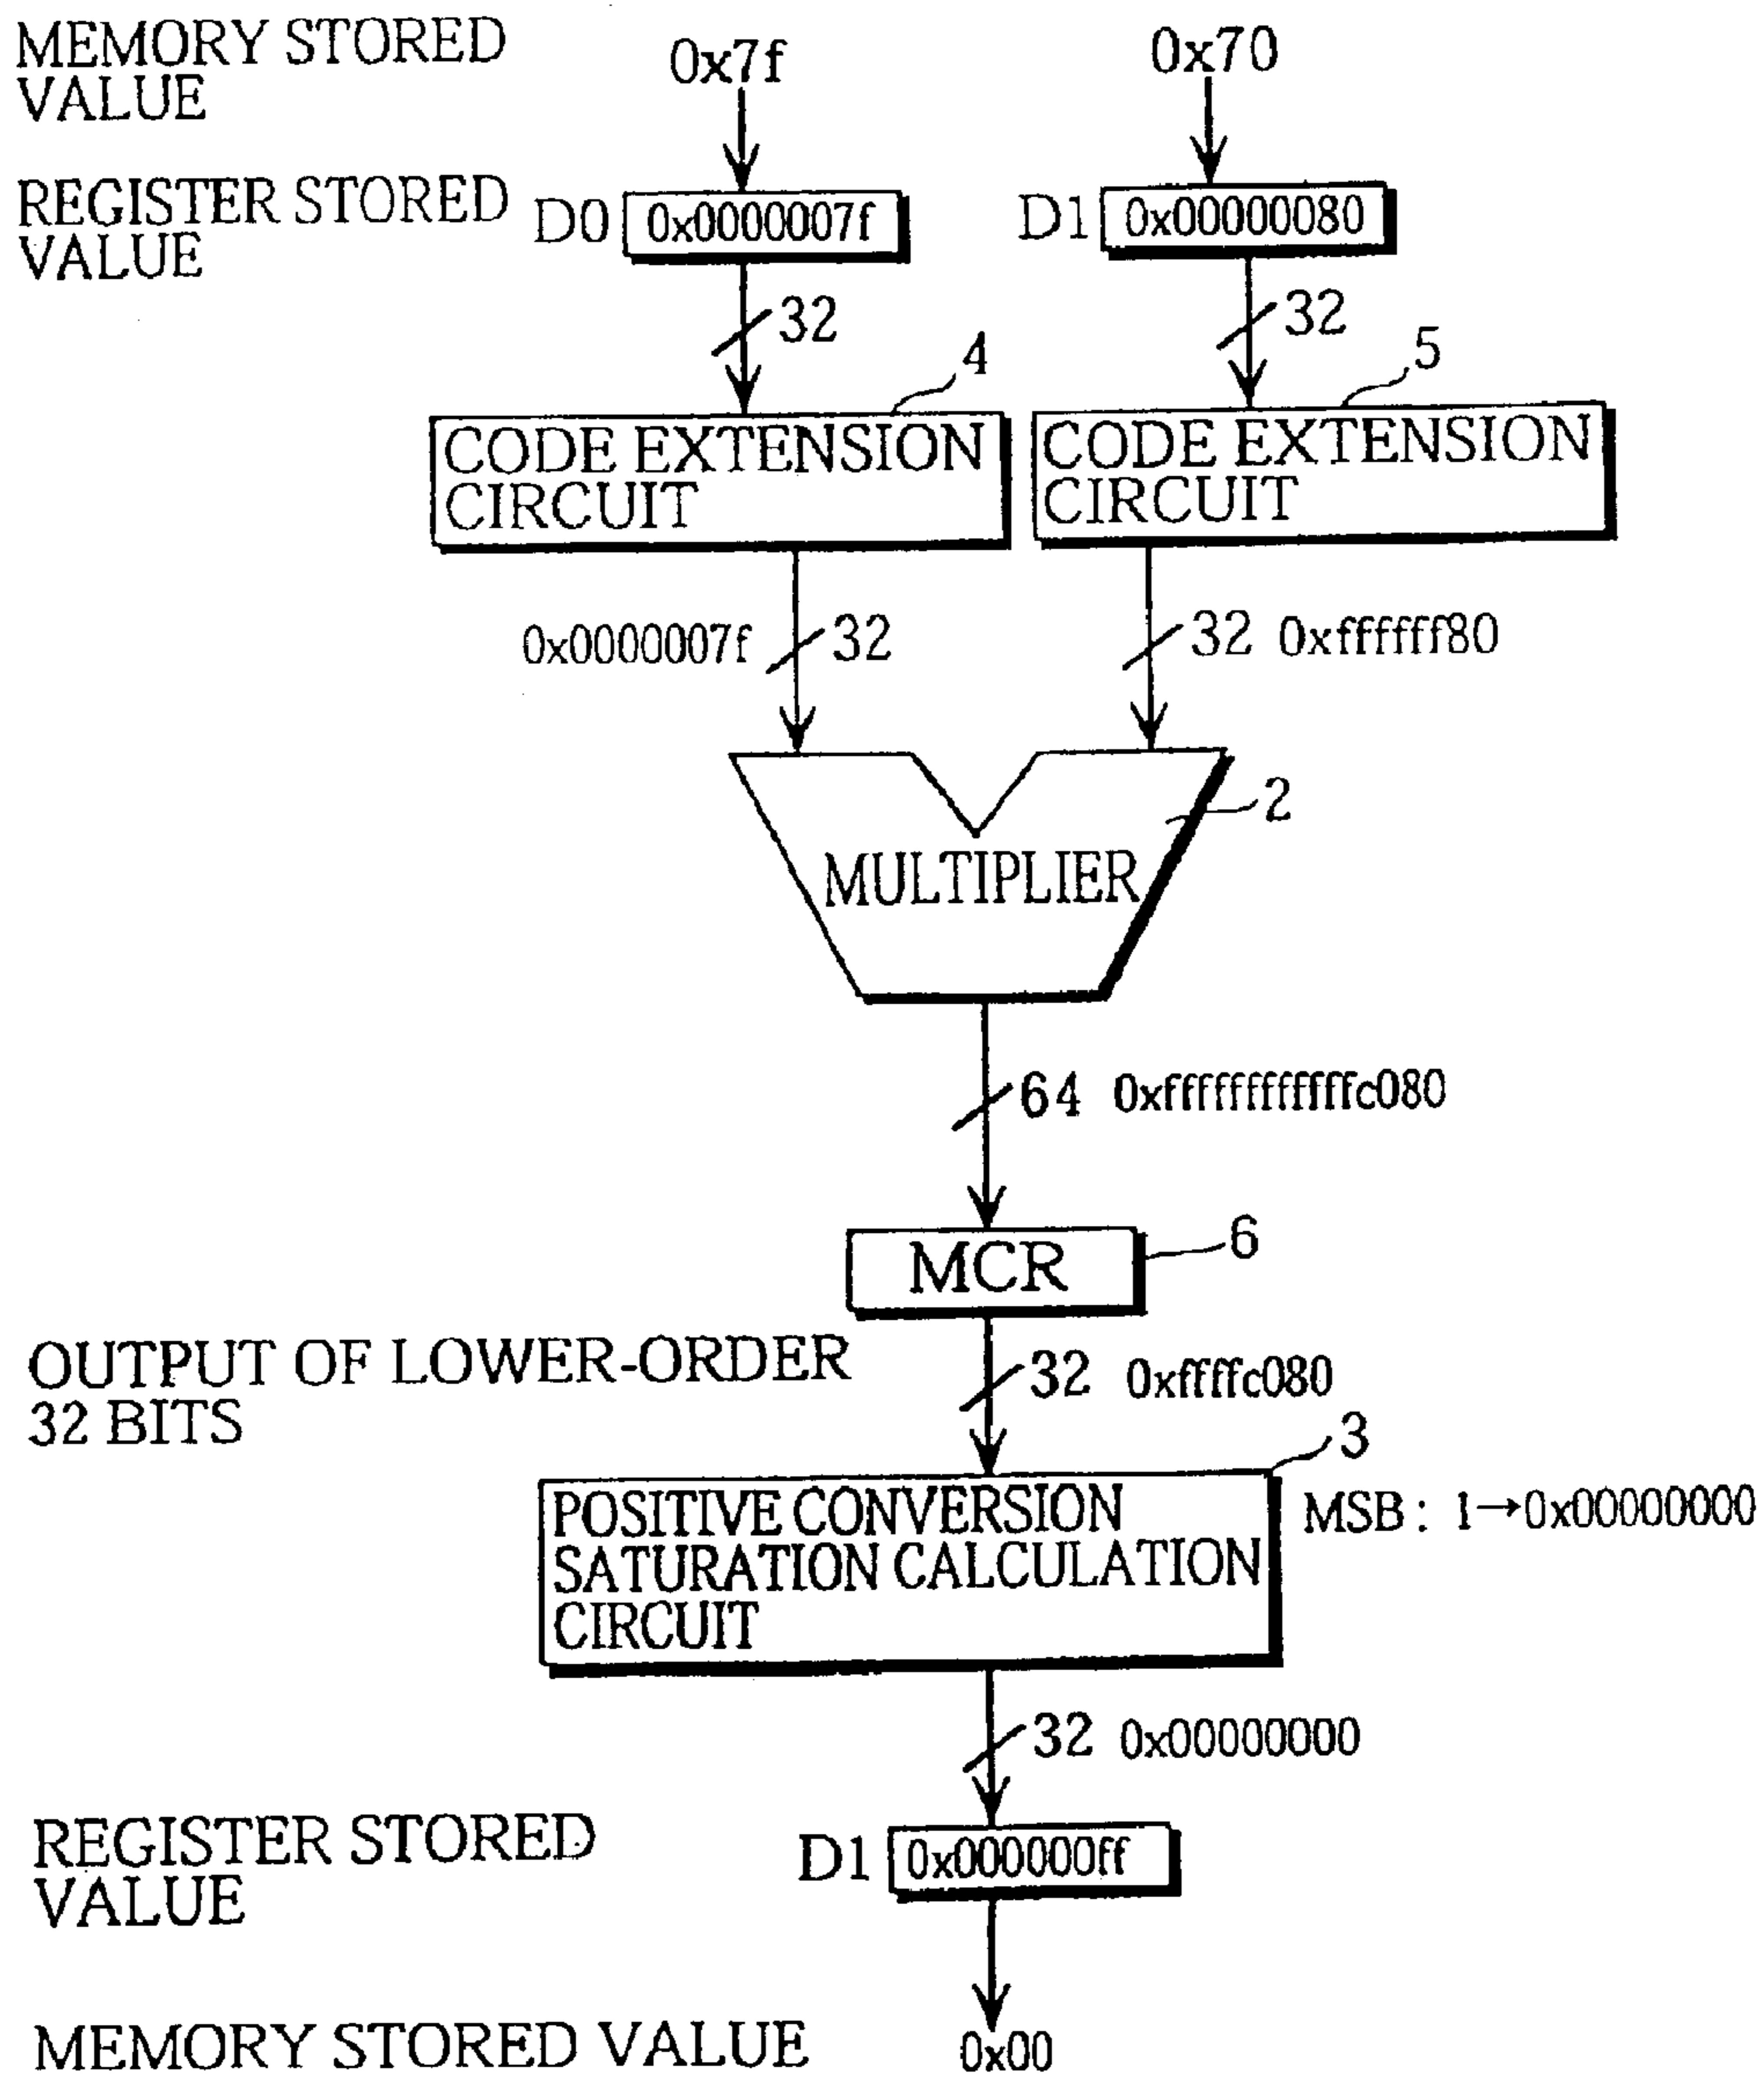 MEMORY STORED
VALUE
0x7f
0x70
REGISTER STORED
VALUE
D0
0x0000007f
D1
0x00000080
32
32
4
5
CODE EXTENSION
CIRCUIT
CODE EXTENSION
CIRCUIT
0x0000007f
32
32
0xffffff80
2
MULTIPLIER
64
0xffffffffffffc080
MCR
6
OUTPUT OF LOWER-ORDER
32 BITS
32
0xffffc080
3
POSITIVE CONVERSION
SATURATION CALCULATION
CIRCUIT
MSB: 1→0x00000000
32
0x00000000
REGISTER STORED
VALUE
D1
0x000000ff
MEMORY STORED VALUE
0x00